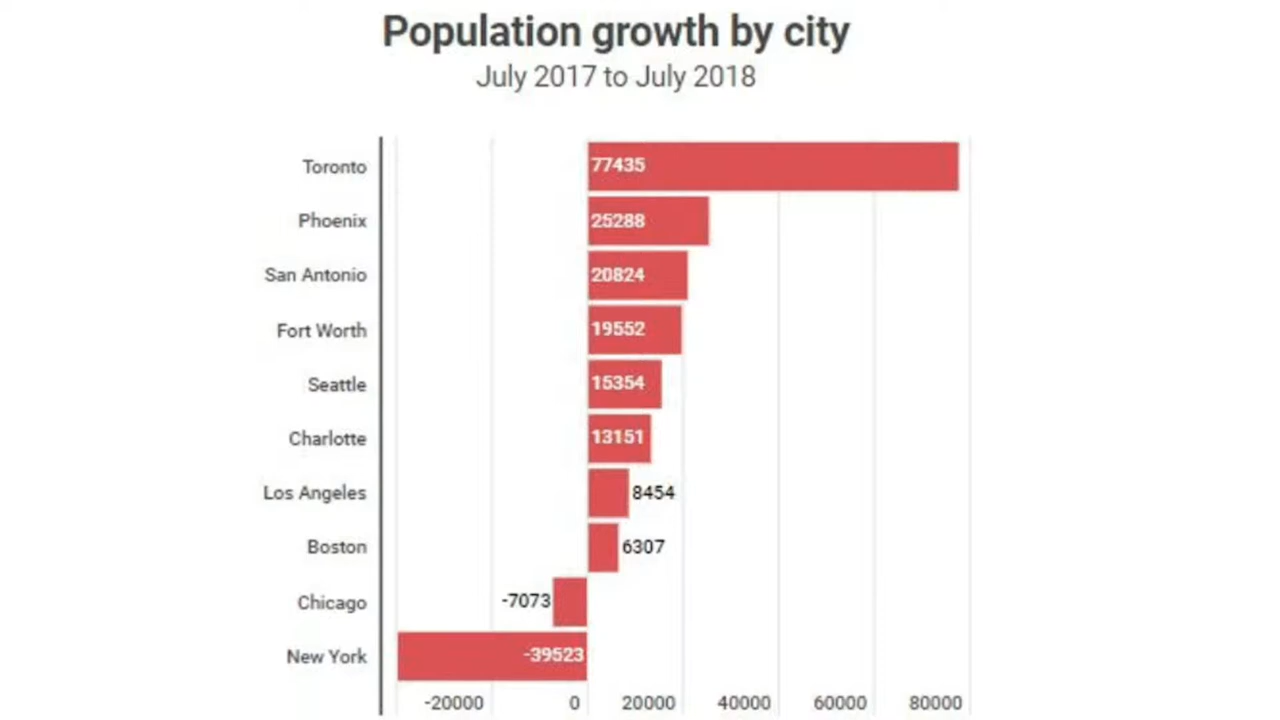 Population growth by city
July 2017 to July 2018
Toronto 77435
Phoenix 25288
San Antonio 20824
Fort Worth 19552
Seattle 15354
Charlotte 13151
Los Angeles 8454
Boston 6307
Chicago -7073
New York -39523
-20000 0 20000 40000 60000 80000